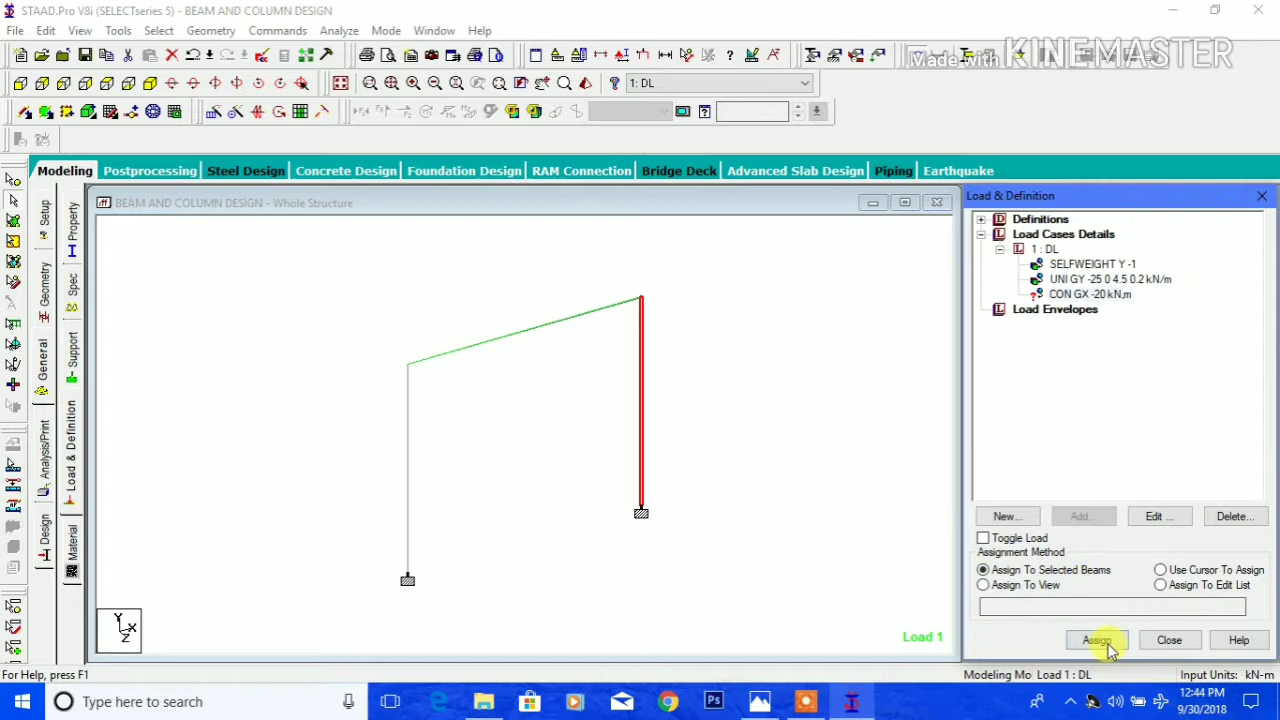 STAAD.Pro V8i (SELECTseries 5) - BEAM AND COLUMN DESIGN
File Edit View Tools Select Geometry Commands Analyze Mode Window Help
Made with KINEMASTER
1: DL
Modeling Postprocessing Steel Design Concrete Design Foundation Design RAM Connection Bridge Deck Advanced Slab Design Piping Earthquake
Setup
Geometry
General
Analysis/Print
Design
Property
Spec
Support
Load & Definition
Material
BEAM AND COLUMN DESIGN - Whole Structure
Y
X
Z
Load 1
Load & Definition
Definitions
Load Cases Details
1 : DL
SELFWEIGHT Y -1
UNI GY -25 0 4.5 0.2 kN/m
CON GX -20 kN,m
Load Envelopes
New... Add... Edit ... Delete...
Toggle Load
Assignment Method
Assign To Selected Beams Use Cursor To Assign
Assign To View Assign To Edit List
Assign Close Help
For Help, press F1
Modeling Mo Load 1 : DL Input Units: kN-m
Type here to search
Ps
12:44 PM
9/30/2018